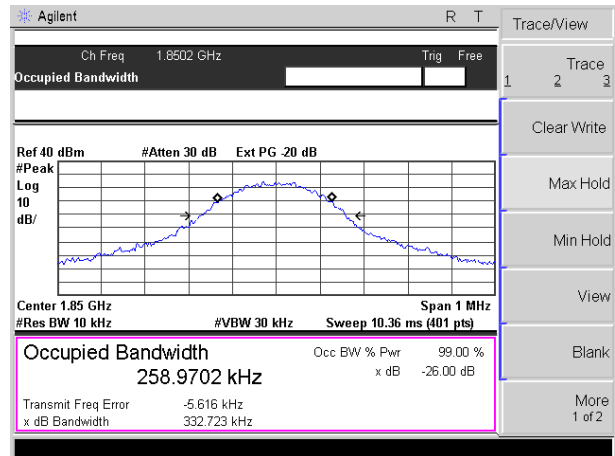 Agilent R T
Trace/View
Ch Freq 1.8502 GHz Trig Free
Occupied Bandwidth
Trace
1 2 3
Clear Write
Ref 40 dBm #Atten 30 dB Ext PG -20 dB
#Peak
Log
10
dB/
Max Hold
Min Hold
View
Center 1.85 GHz Span 1 MHz
#Res BW 10 kHz #VBW 30 kHz Sweep 10.36 ms (401 pts)
Occupied Bandwidth Occ BW % Pwr 99.00 %
258.9702 kHz x dB -26.00 dB
Blank
Transmit Freq Error -5.616 kHz
x dB Bandwidth 332.723 kHz
More
1 of 2